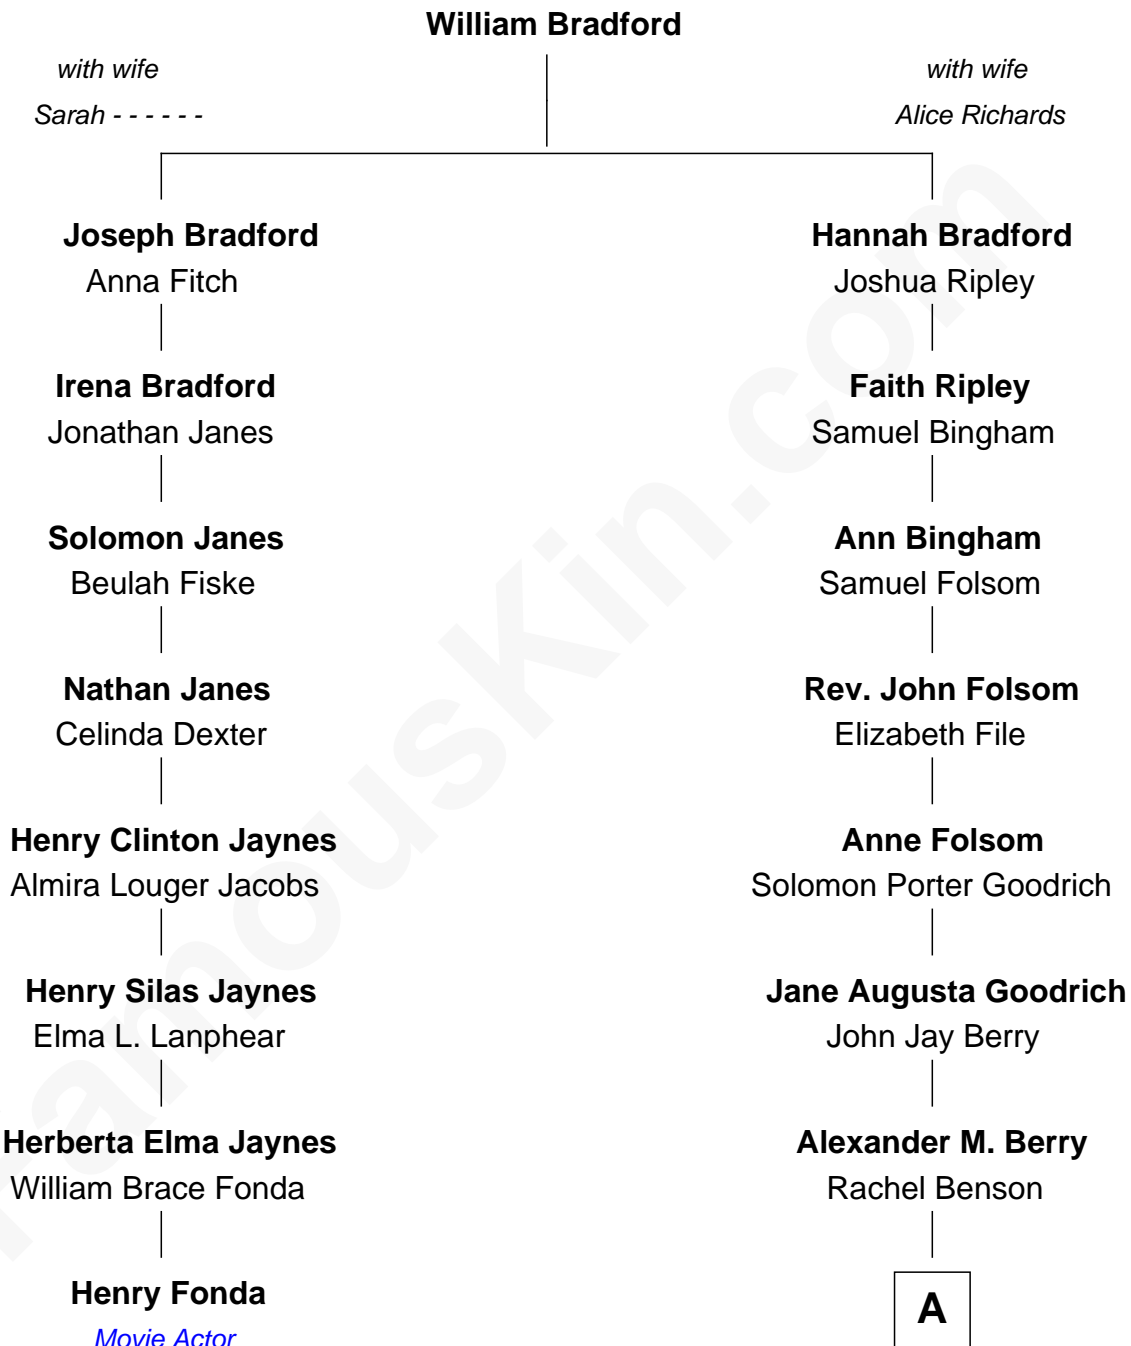 William Bradford
with wife
Sarah - - - - - -
with wife
Alice Richards
Joseph Bradford
Anna Fitch
Hannah Bradford
Joshua Ripley
Irena Bradford
Jonathan Janes
Faith Ripley
Samuel Bingham
Solomon Janes
Beulah Fiske
Ann Bingham
Samuel Folsom
Nathan Janes
Celinda Dexter
Rev. John Folsom
Elizabeth File
Henry Clinton Jaynes
Almira Louger Jacobs
Anne Folsom
Solomon Porter Goodrich
Henry Silas Jaynes
Elma L. Lanphear
Jane Augusta Goodrich
John Jay Berry
Herberta Elma Jaynes
William Brace Fonda
Alexander M. Berry
Rachel Benson
Henry Fonda
Movie Actor
A
FamousKin.com